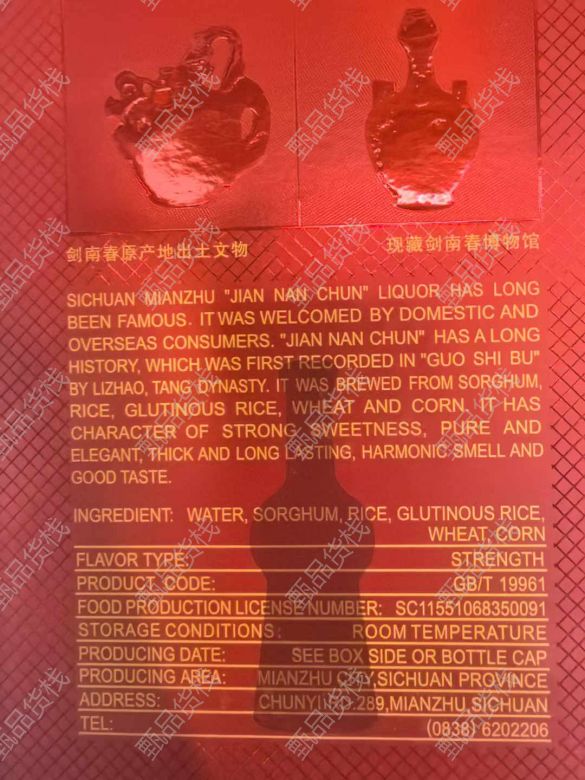 剑南春原产地出土文物 现藏剑南春博物馆
SICHUAN MIANZHU "JIAN NAN CHUN" LIQUOR HAS LONG
BEEN FAMOUS. IT WAS WELCOMED BY DOMESTIC AND
OVERSEAS CONSUMERS. "JIAN NAN CHUN" HAS A LONG
HISTORY, WHICH WAS FIRST RECORDED IN "GUO SHI BU"
BY LIZHAO, TANG DYNASTY. IT WAS BREWED FROM SORGHUM,
RICE, GLUTINOUS RICE, WHEAT AND CORN. IT HAS
CHARACTER OF STRONG SWEETNESS, PURE AND
ELEGANT, THICK AND LONG LASTING, HARMONIC SMELL AND
GOOD TASTE.
INGREDIENT: WATER, SORGHUM, RICE, GLUTINOUS RICE,
WHEAT, CORN
FLAVOR TYPE: STRENGTH
PRODUCT CODE: GB/T 19961
FOOD PRODUCTION LICENSE NUMBER: SC11551068350091
STORAGE CONDITIONS: ROOM TEMPERATURE
PRODUCING DATE: SEE BOX SIDE OR BOTTLE CAP
PRODUCING AREA: MIANZHU CITY,SICHUAN PROVINCE
ADDRESS: 289,MIANZHU,SICHUAN
TEL: (0838) 6202206
甄品货栈